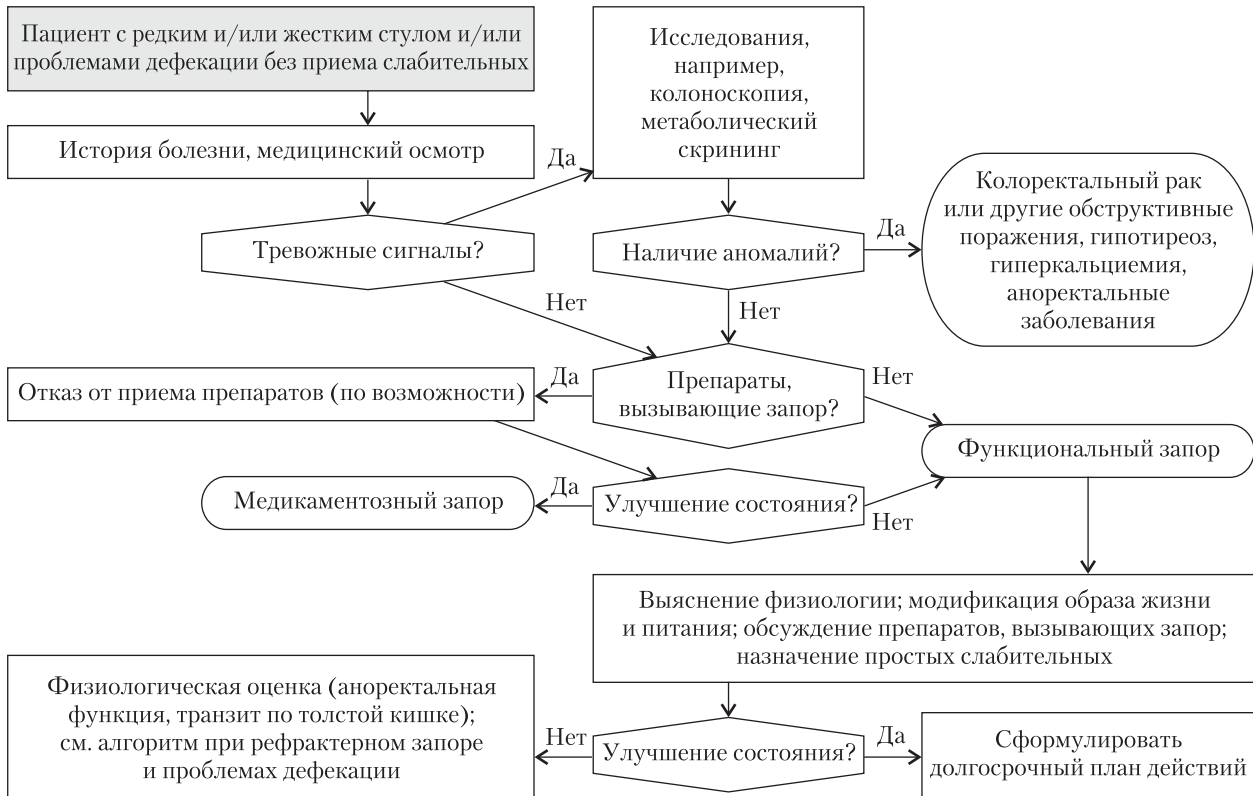 Пациент с редким и/или жестким стулом и/или
проблемами дефекации без приема слабительных
Исследования,
например,
колоноскопия,
метаболический
скрининг
История болезни, медицинский осмотр
Да
Тревожные сигналы?
Наличие аномалий?
Да
Колоректальный рак
или другие обструктивные
поражения, гипотиреоз,
гиперкальциемия,
аноректальные
заболевания
Нет
Нет
Отказ от приема препаратов (по возможности)
Да
Препараты,
вызывающие запор?
Нет
Функциональный запор
Медикаментозный запор
Да
Улучшение состояния?
Нет
Выяснение физиологии; модификация образа жизни
и питания; обсуждение препаратов, вызывающих запор;
назначение простых слабительных
Физиологическая оценка (аноректальная
функция, транзит по толстой кишке);
см. алгоритм при рефрактерном запоре
и проблемах дефекации
Нет
Улучшение состояния?
Да
Сформулировать
долгосрочный план действий